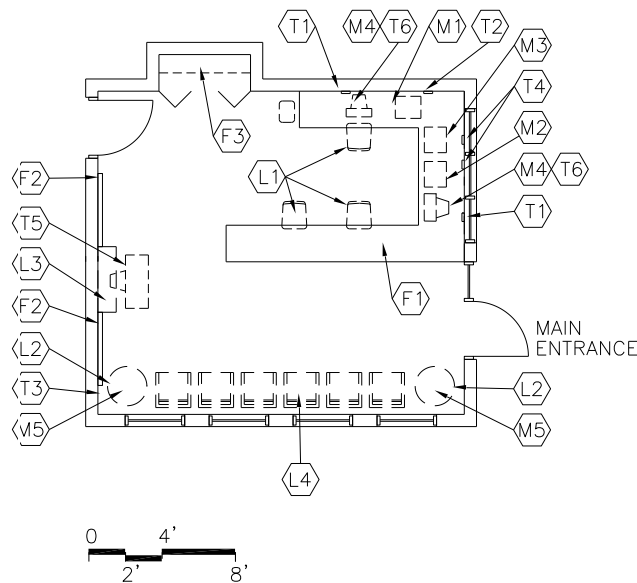 T1 M4 T6 M1 T2
M3
T4
F3
M2
L1
F2
M4 T6
T5
T1
L3
F1
F2
MAIN
ENTRANCE
L2
T3
L2
M5
M5
L4
0 4'
2' 8'